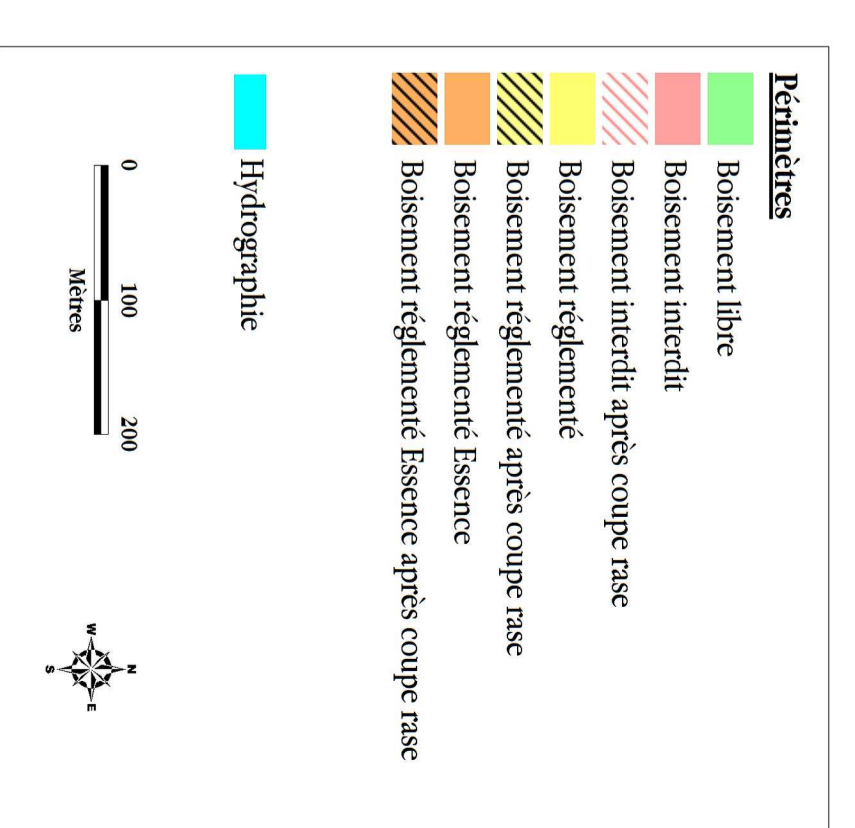 Périmètres
Boisement libre
Boisement interdit
Boisement interdit après coupe rase
Boisement réglementé
Boisement réglementé après coupe rase
Boisement réglementé Essence
Boisement réglementé Essence après coupe rase
Hydrographie
0 100 200
Mètres
N
W E
S